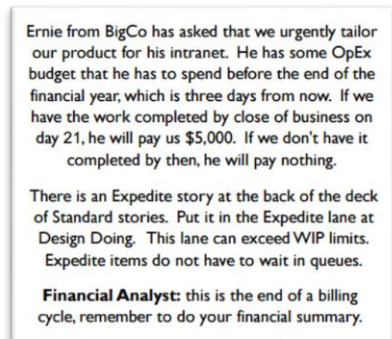 Ernie from BigCo has asked that we urgently tailor
our product for his intranet.  He has some OpEx
budget that he has to spend before the end of the
financial year, which is three days from now.  If we
have the work completed by close of business on
day 21, he will pay us $5,000.  If we don't have it
completed by then, he will pay nothing.
There is an Expedite story at the back of the deck
of Standard stories.  Put it in the Expedite lane at
Design Doing.  This lane can exceed WIP limits.
Expedite items do not have to wait in queues.
Financial Analyst: this is the end of a billing
cycle, remember to do your financial summary.